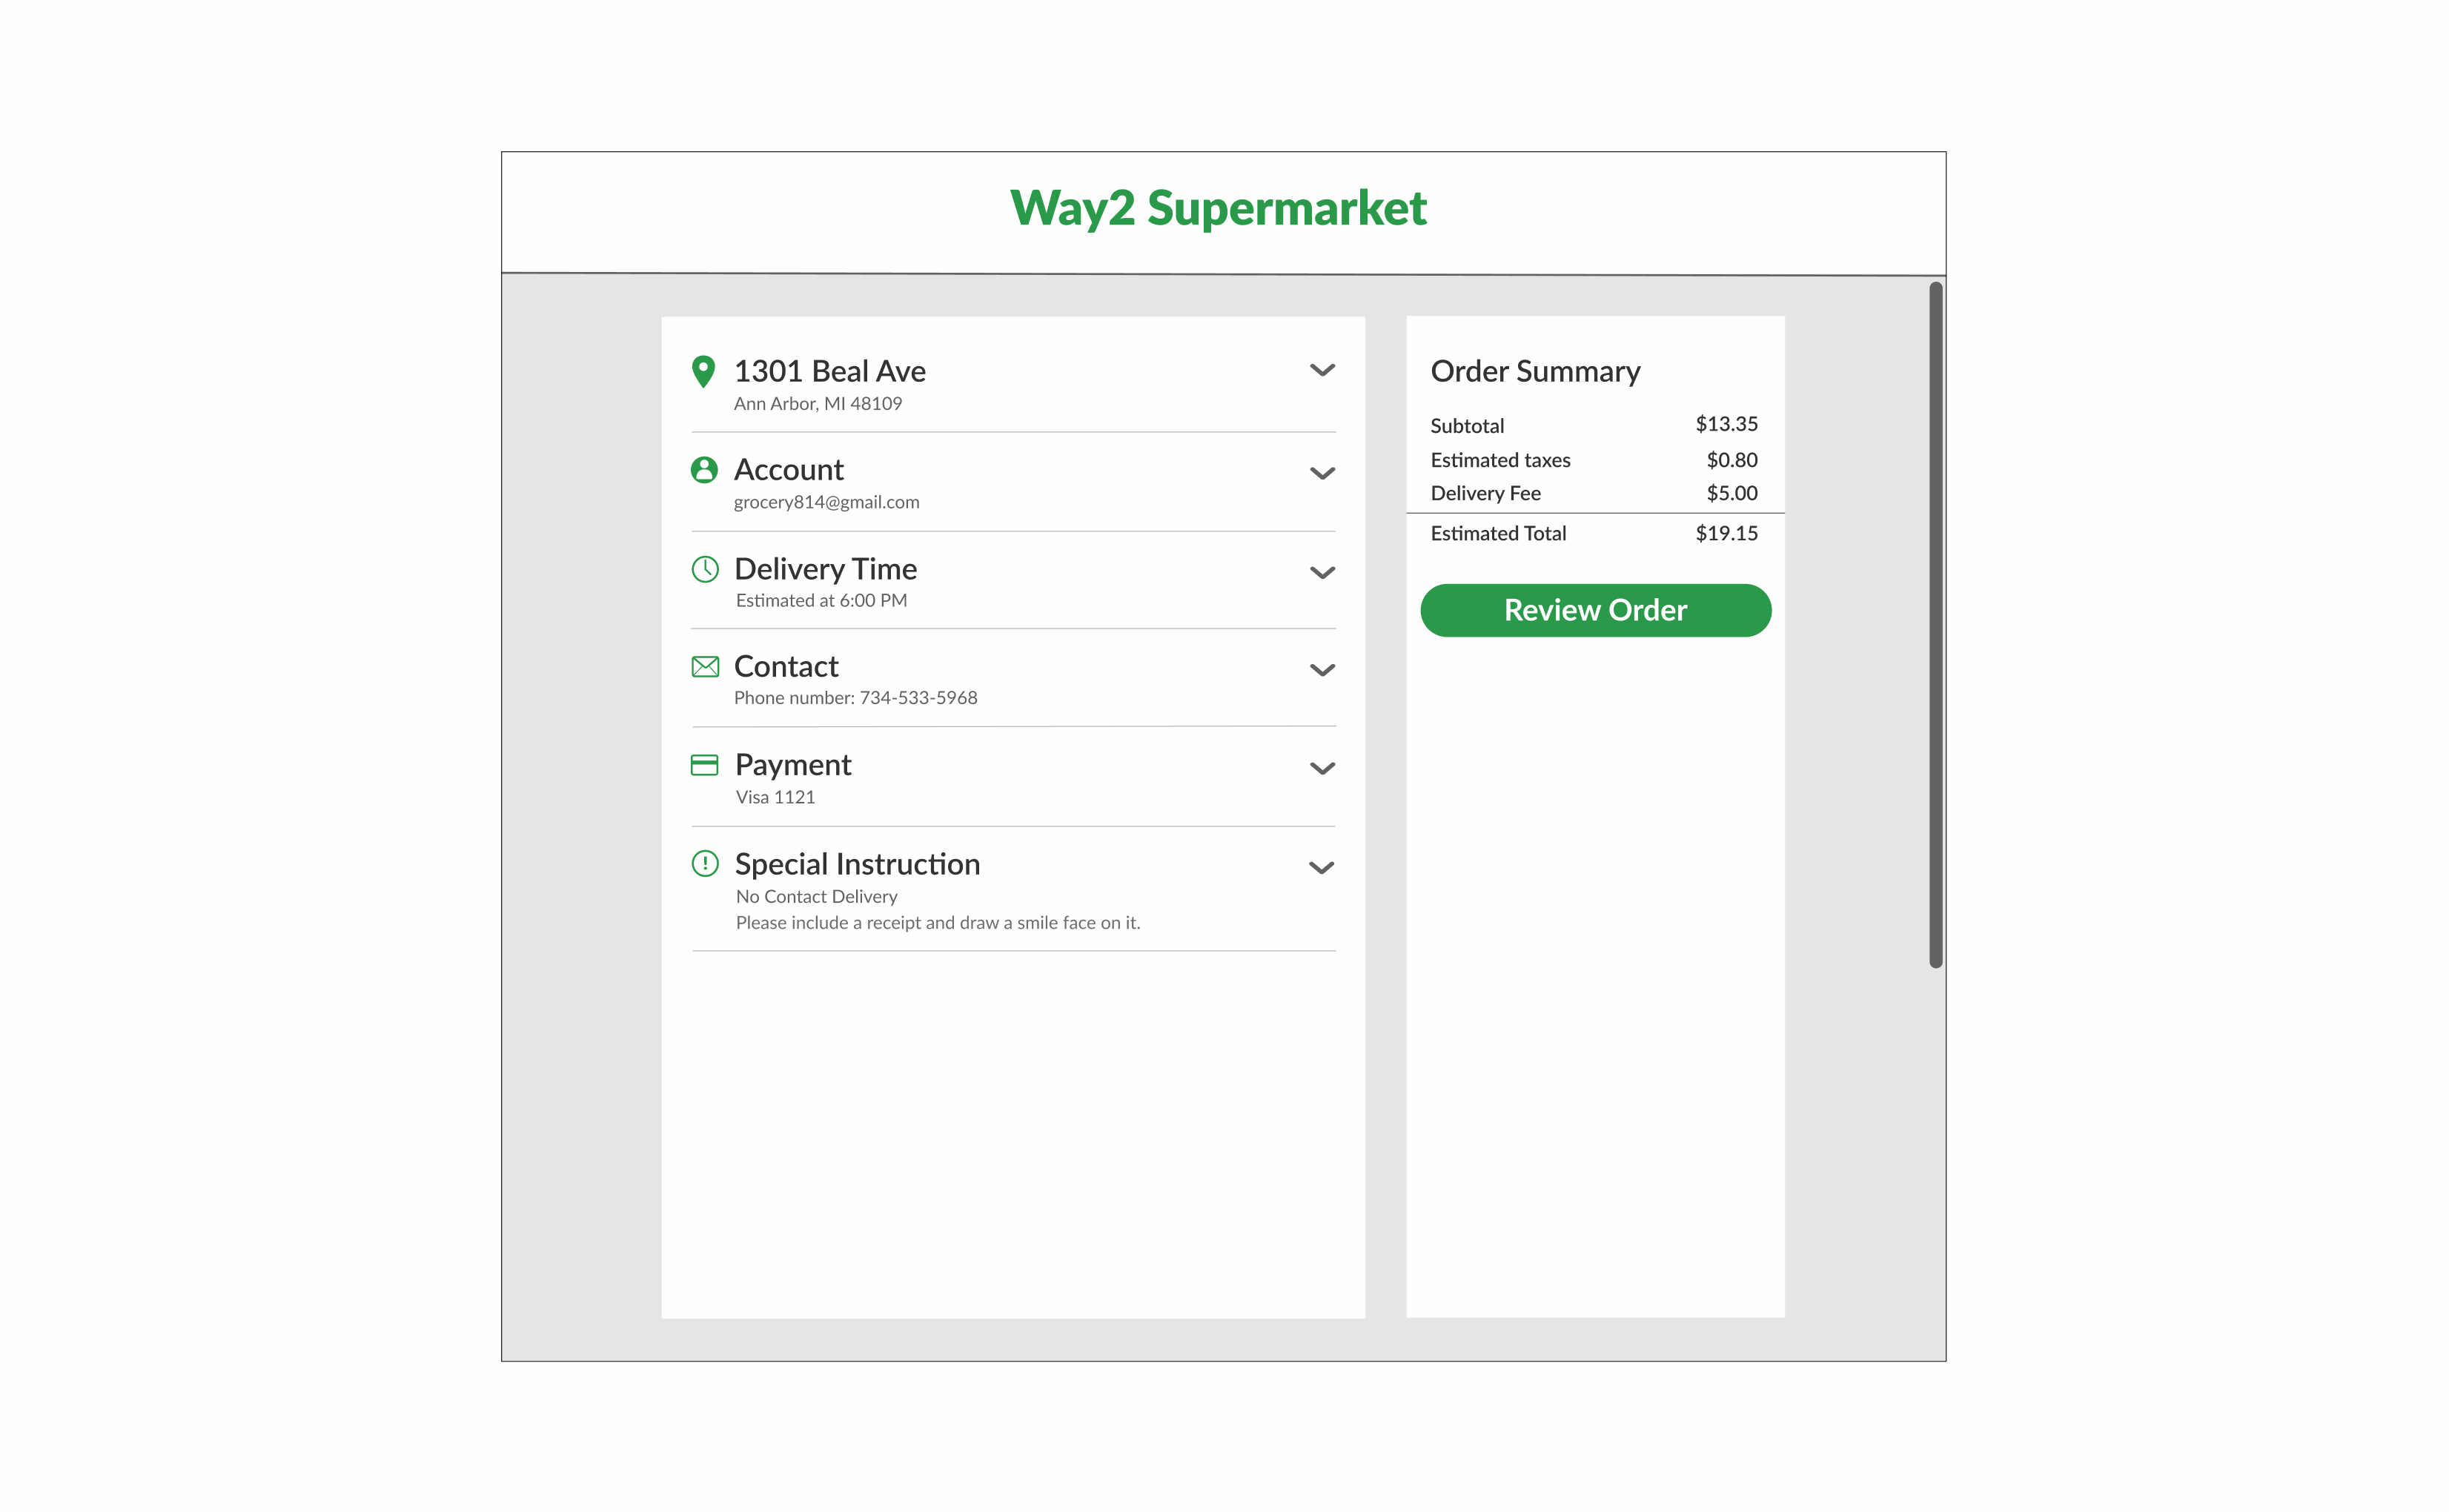 Way2 Supermarket
1301 Beal Ave
Ann Arbor, MI 48109
Account
grocery814@gmail.com
Delivery Time
Estimated at 6:00 PM
Contact
Phone number: 734-533-5968
Payment
Visa 1121
Special Instruction
No Contact Delivery
Please include a receipt and draw a smile face on it.
Order Summary
Subtotal $13.35
Estimated taxes $0.80
Delivery Fee $5.00
Estimated Total $19.15
Review Order